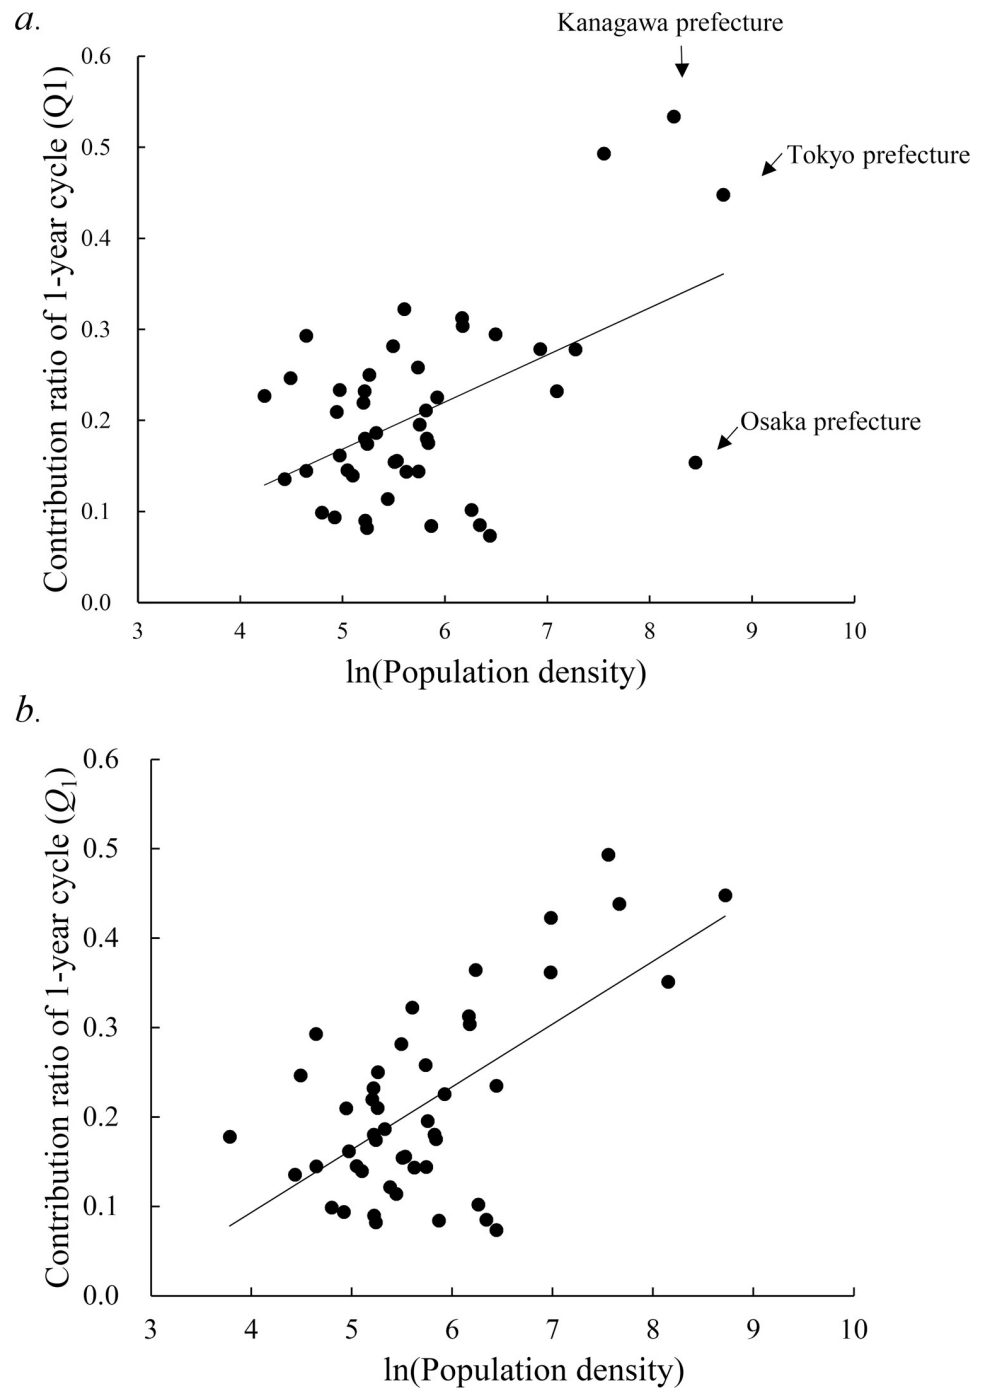 a.
Kanagawa prefecture
0.6
0.5
0.4
0.3
0.2
0.1
0.0
Contribution ratio of 1-year cycle (Q1)
Tokyo prefecture
Osaka prefecture
3 4 5 6 7 8 9 10
ln(Population density)
b.
0.6
0.5
0.4
0.3
0.2
0.1
0.0
Contribution ratio of 1-year cycle (Q1)
3 4 5 6 7 8 9 10
ln(Population density)